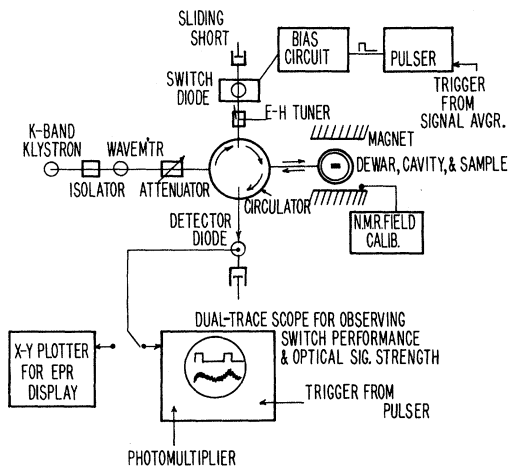 SLIDING
SHORT
BIAS
CIRCUIT
PULSER
SWITCH
DIODE
TRIGGER
FROM
SIGNAL AVGR.
E-H TUNER
K-BAND
KLYSTRON
WAVEM'TR
MAGNET
DEWAR, CAVITY, & SAMPLE
ISOLATOR
ATTENUATOR
CIRCULATOR
DETECTOR
DIODE
N.M.R. FIELD
CALIB.
DUAL-TRACE SCOPE FOR OBSERVING
SWITCH PERFORMANCE
& OPTICAL SIG. STRENGTH
X-Y PLOTTER
FOR EPR
DISPLAY
TRIGGER FROM
PULSER
PHOTOMULTIPLIER